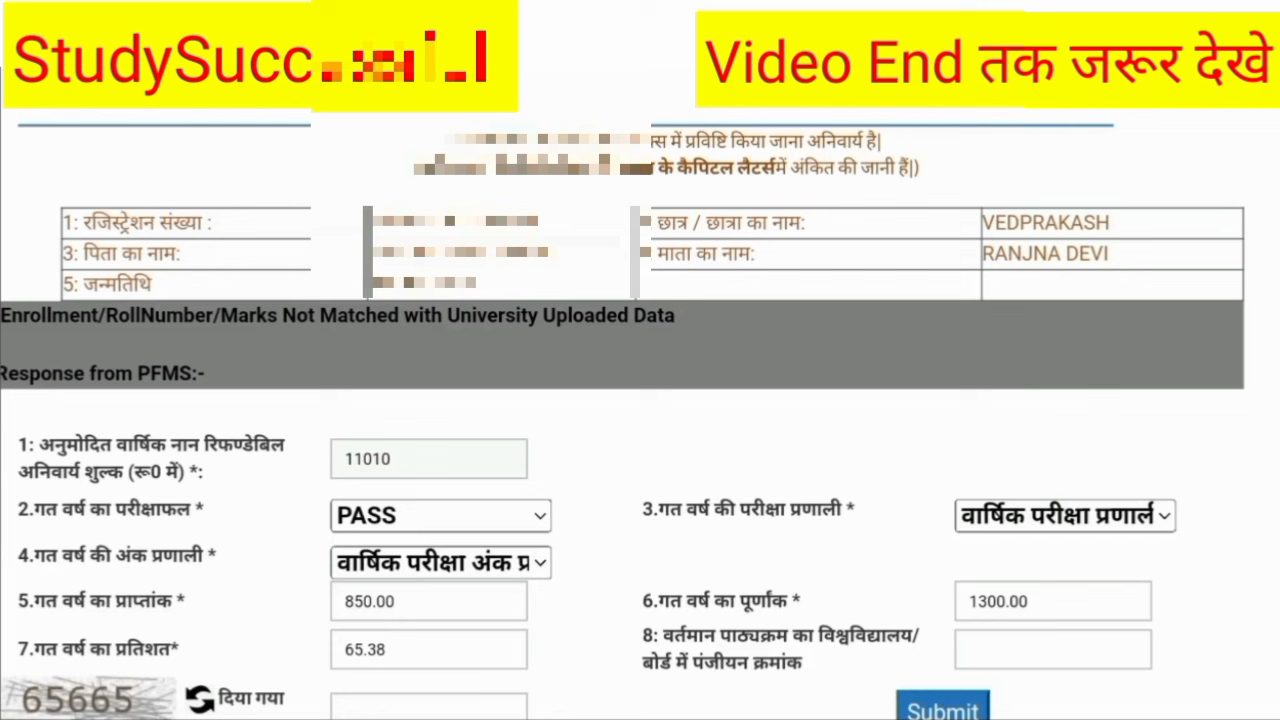 StudySucc
Video End तक जरूर देखे
में प्रविष्टि किया जाना अनिवार्य है|
के कैपिटल लैटर्समें अंकित की जानी हैं|)
1: रजिस्ट्रेशन संख्या :
छात्र / छात्रा का नाम:
VEDPRAKASH
3: पिता का नाम:
माता का नाम:
RANJNA DEVI
5: जन्मतिथि
Enrollment/RollNumber/Marks Not Matched with University Uploaded Data
Response from PFMS:-
1: अनुमोदित वार्षिक नान रिफण्डेबिल
अनिवार्य शुल्क (रू0 में) *:
11010
2.गत वर्ष का परीक्षाफल *
PASS
3.गत वर्ष की परीक्षा प्रणाली *
वार्षिक परीक्षा
4.गत वर्ष की अंक प्रणाली *
वार्षिक परीक्षा अंक
5.गत वर्ष का प्राप्तांक *
850.00
6.गत वर्ष का पूर्णांक *
1300.00
7.गत वर्ष का प्रतिशत*
65.38
8: वर्तमान पाठ्यक्रम का विश्वविद्यालय/
बोर्ड में पंजीयन क्रमांक
65665
दिया गया
Submit